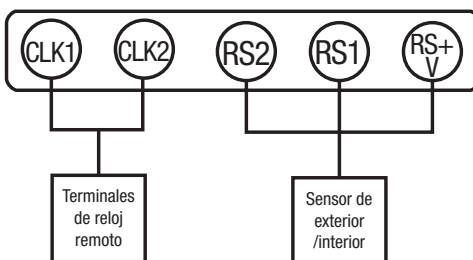 CLK1 CLK2 RS2 RS1 RS+
V
Terminales
de reloj
remoto
Sensor de
exterior
/interior